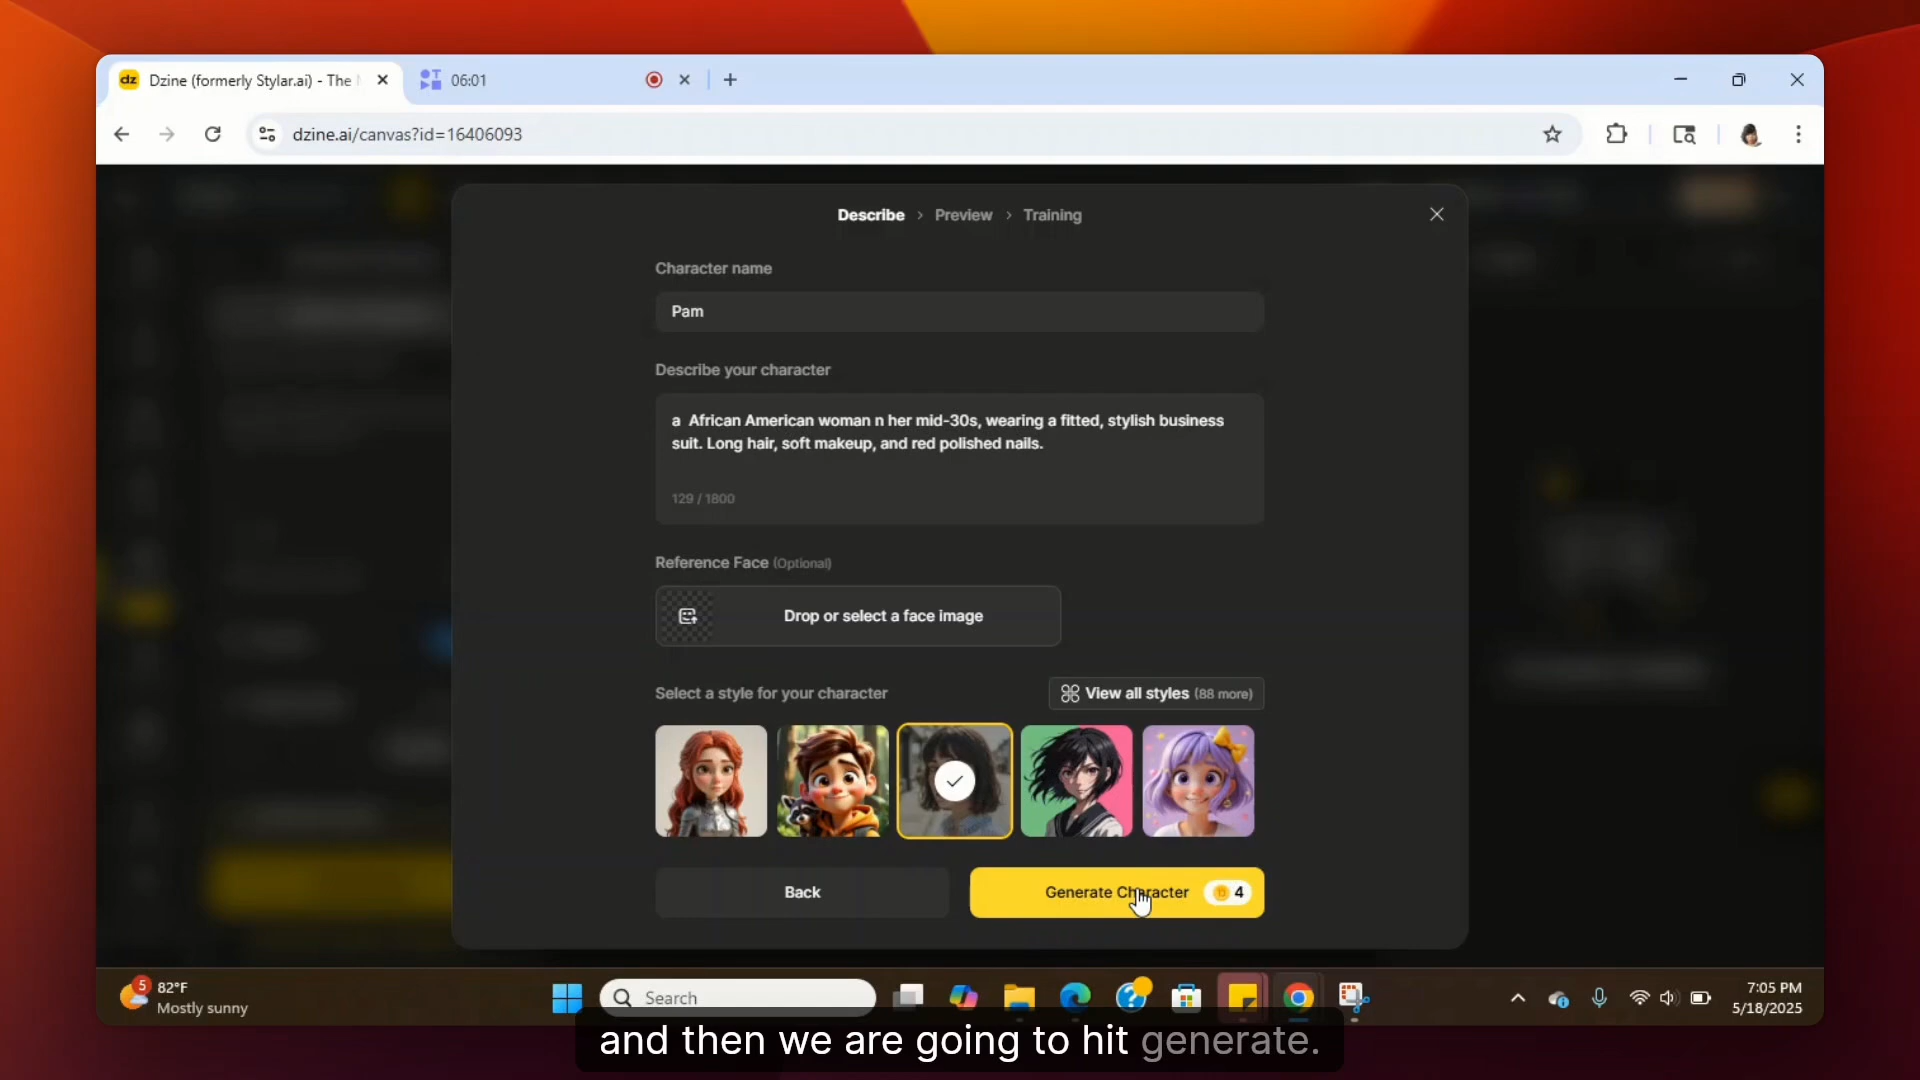 Dzine (formerly Stylar.ai) - The
06:01
dzine.ai/canvas?id=16406093
Describe > Preview > Training
Character name
Pam
Describe your character
a  African American woman n her mid-30s, wearing a fitted, stylish business
suit. Long hair, soft makeup, and red polished nails.
129 / 1800
Reference Face (Optional)
Drop or select a face image
Select a style for your character
View all styles (88 more)
Back
Generate Character 4
5
82°F
Mostly sunny
Search
7:05 PM
5/18/2025
and then we are going to hit generate.